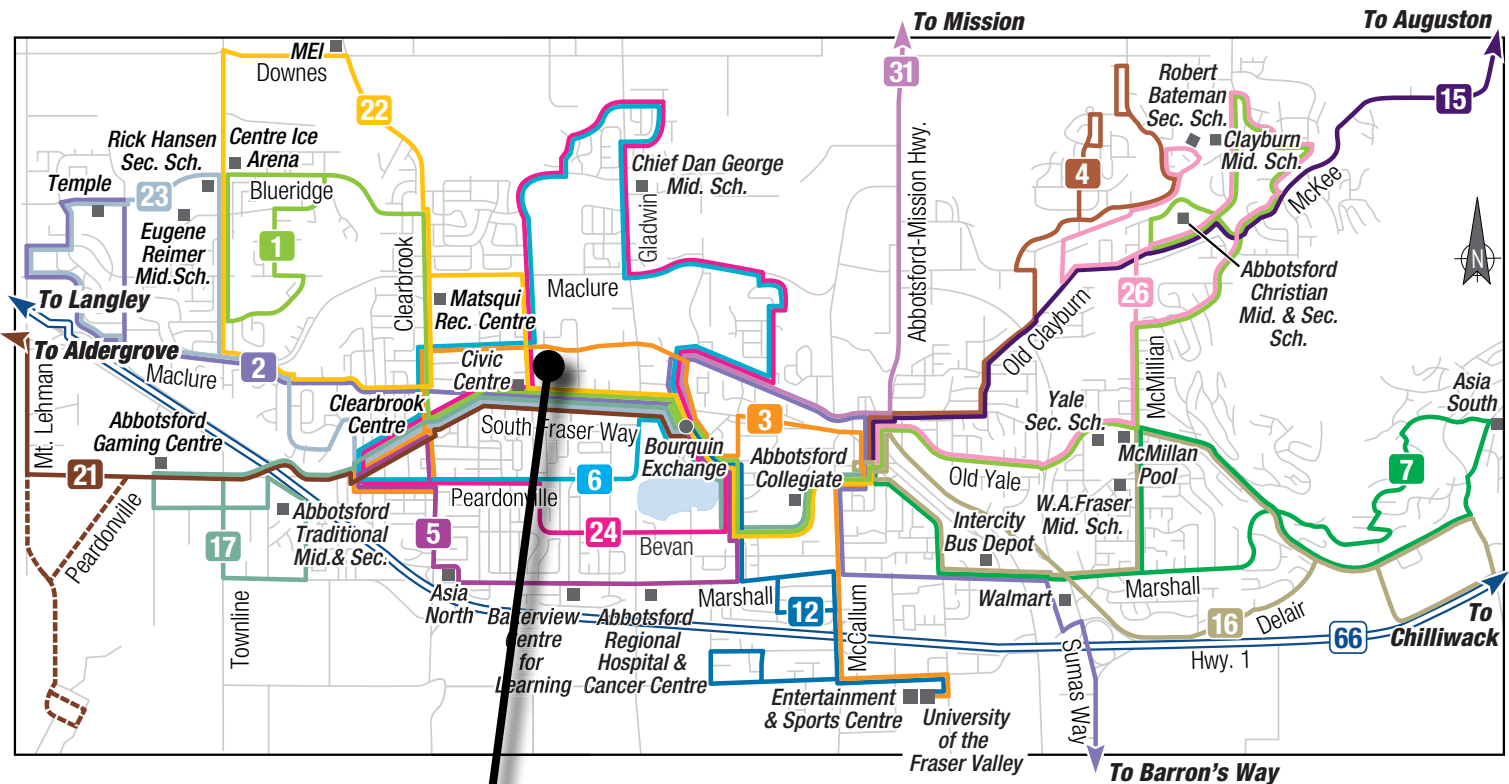 To Mission
To Auguston
MEI
Downes
31
Robert
Bateman
Sec. Sch.
15
22
Rick Hansen
Sec. Sch.
Centre Ice
Arena
Clayburn
Mid. Sch.
Chief Dan George
Mid. Sch.
Temple
23
Blueridge
4
McKee
Abbotsford-Mission Hwy.
Gladwin
Eugene
Reimer
Mid.Sch.
1
N
Clearbrook
Maclure
Abbotsford
Christian
Mid. & Sec.
Sch.
To Langley
Matsqui
Rec. Centre
26
Old Clayburn
To Aldergrove
2
Maclure
Civic
Centre
McMillian
Mt. Lehman
Clearbrook
Centre
Asia
South
Abbotsford
Gaming Centre
South Fraser Way
3
Yale
Sec. Sch.
Bourquin
Exchange
Abbotsford
Collegiate
McMillan
Pool
21
Peardonville
6
Old Yale
7
W.A.Fraser
Mid. Sch.
Abbotsford
Traditional
Mid.& Sec.
Peardonville
5
24
Bevan
Intercity
Bus Depot
17
Asia
North
Marshall
Marshall
Walmart
Baterview
Centre
for
Learning
Abbotsford
Regional
Hospital &
Cancer Centre
12
16
Delair
To
Chilliwack
Townline
McCallum
66
Hwy. 1
Sumas Way
Entertainment
& Sports Centre
University
of the
Fraser Valley
To Barron's Way